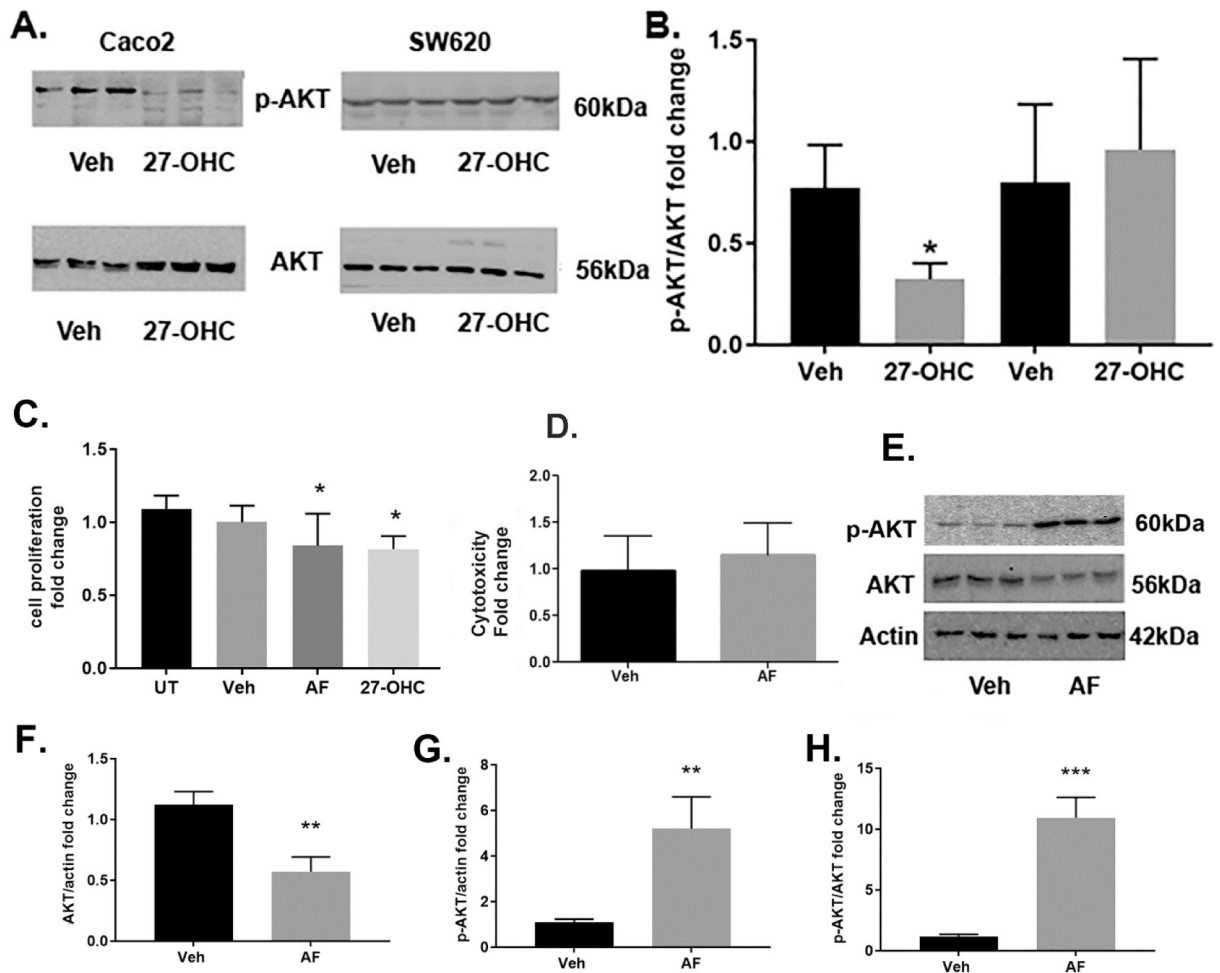 A.
Caco2
SW620
p-AKT
60kDa
Veh 27-OHC
Veh 27-OHC
AKT
56kDa
Veh 27-OHC
Veh 27-OHC
B.
p-AKT/AKT fold change
1.5
1.0
0.5
0.0
*
Veh 27-OHC Veh 27-OHC
C.
cell proliferation
fold change
1.5
1.0
0.5
0.0
*
*
UT Veh AF 27-OHC
D.
Cytotoxicity
Fold change
2.0
1.5
1.0
0.5
0.0
Veh AF
E.
p-AKT 60kDa
AKT 56kDa
Actin 42kDa
Veh AF
F.
AKT/actin fold change
1.5
1.0
0.5
0.0
**
Veh AF
G.
p-AKT/actin fold change
8
6
4
2
0
**
Veh AF
H.
p-AKT/AKT fold change
15
10
5
0
***
Veh AF